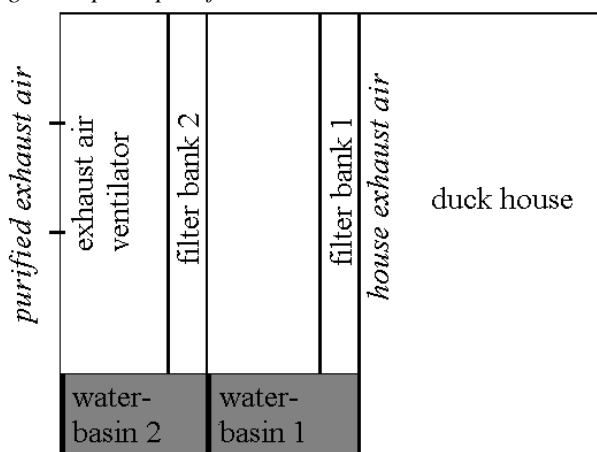 purified exhaust air
exhaust air
ventilator
filter bank 2
filter bank 1
house exhaust air
duck house
water-
basin 2
water-
basin 1